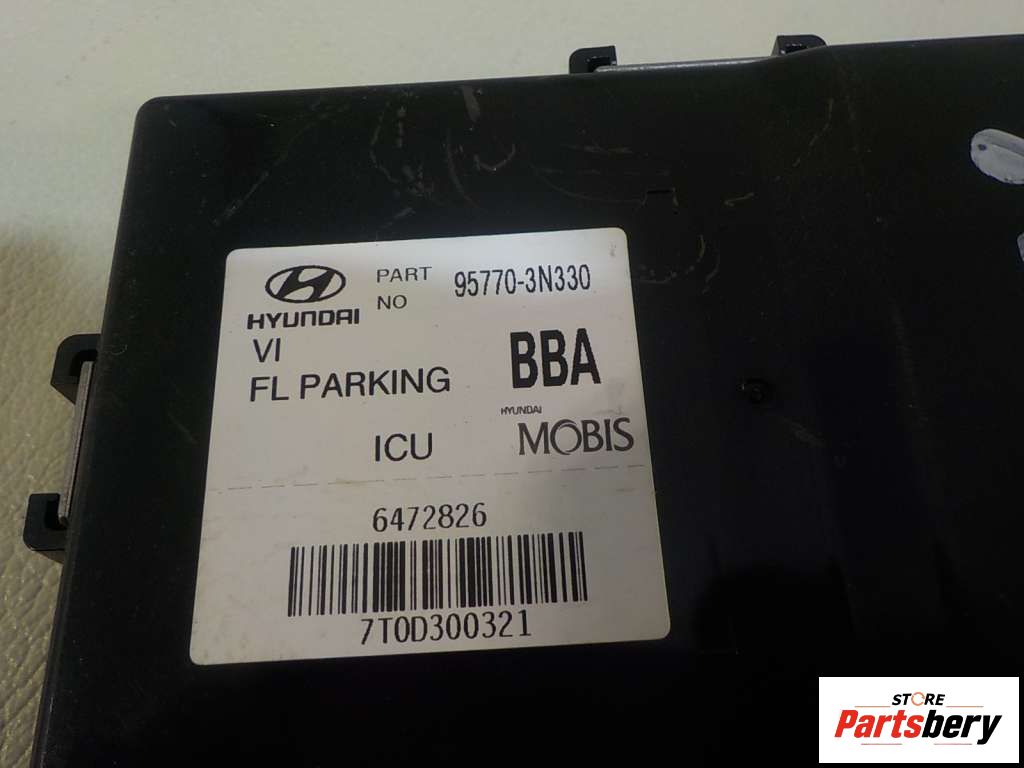 PART NO 95770-3N330
HYUNDAI
VI
FL PARKING
BBA
ICU
HYUNDAI
MOBIS
6472826
7T0D300321
STORE
Partsbery